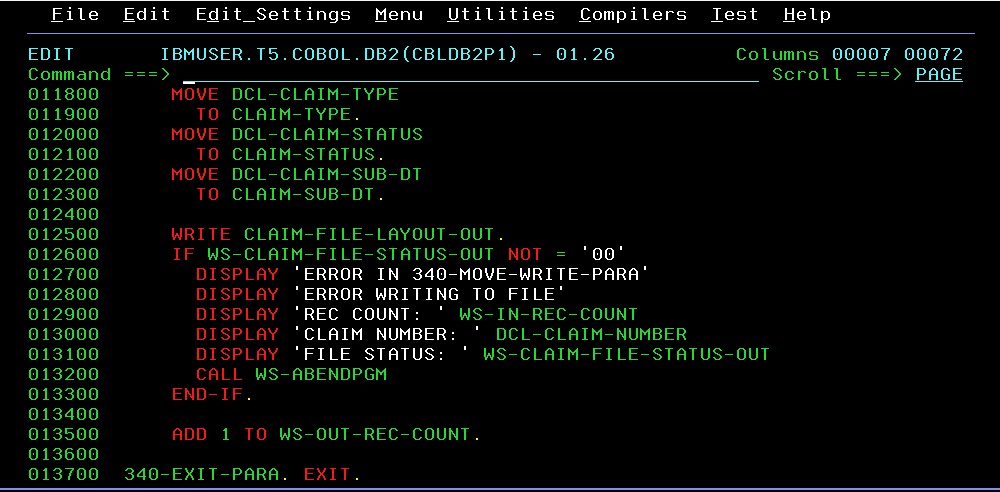 File Edit Edit_Settings Menu Utilities Compilers Test Help
EDIT IBMUSER.T5.COBOL.DB2(CBLDB2P1) - 01.26 Columns 00007 00072
Command ===> Scroll ===> PAGE
011800 MOVE DCL-CLAIM-TYPE
011900 TO CLAIM-TYPE.
012000 MOVE DCL-CLAIM-STATUS
012100 TO CLAIM-STATUS.
012200 MOVE DCL-CLAIM-SUB-DT
012300 TO CLAIM-SUB-DT.
012400
012500 WRITE CLAIM-FILE-LAYOUT-OUT.
012600 IF WS-CLAIM-FILE-STATUS-OUT NOT = '00'
012700 DISPLAY 'ERROR IN 340-MOVE-WRITE-PARA'
012800 DISPLAY 'ERROR WRITING TO FILE'
012900 DISPLAY 'REC COUNT: ' WS-IN-REC-COUNT
013000 DISPLAY 'CLAIM NUMBER: ' DCL-CLAIM-NUMBER
013100 DISPLAY 'FILE STATUS: ' WS-CLAIM-FILE-STATUS-OUT
013200 CALL WS-ABENDPGM
013300 END-IF.
013400
013500 ADD 1 TO WS-OUT-REC-COUNT.
013600
013700 340-EXIT-PARA. EXIT.